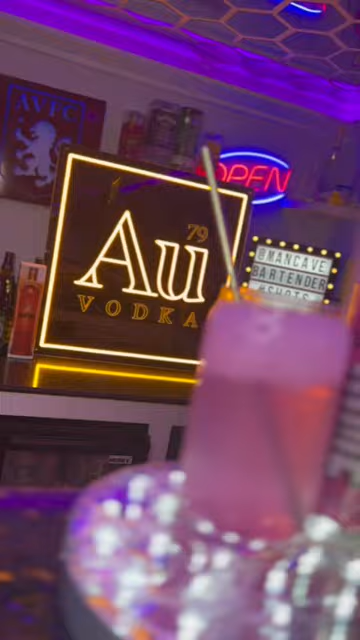 AVFC
OPEN
79
Au
VODKA
@MANCAVE
BARTENDER
#SHOTS